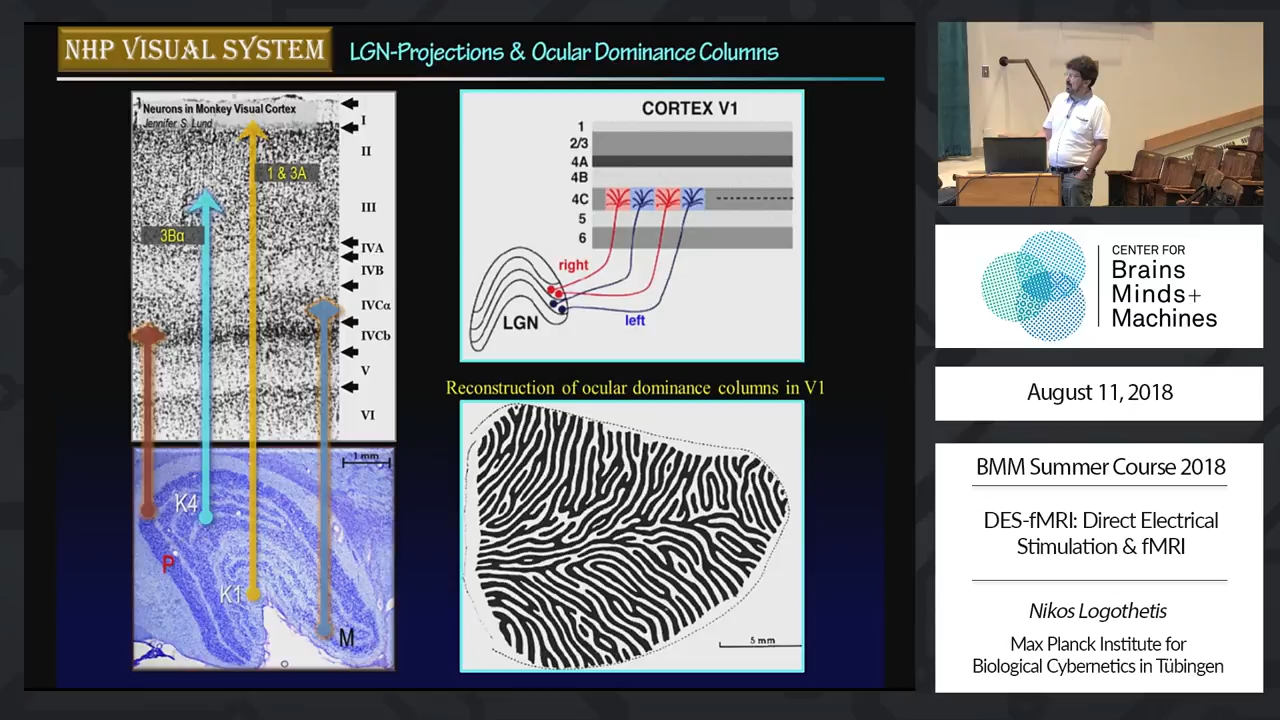 NHP VISUAL SYSTEM
LGN-Projections & Ocular Dominance Columns
Neurons in Monkey Visual Cortex
Jennifer S. Lund
I
1 & 3A
II
III
3Bα
IVA
IVB
IVCα
IVCb
V
VI
1 mm
K4
P
K1
M
CORTEX V1
1
2/3
4A
4B
4C
5
6
right
LGN
left
Reconstruction of ocular dominance columns in V1
5 mm
CENTER FOR
Brains
Minds+
Machines
August 11, 2018
BMM Summer Course 2018
DES-fMRI: Direct Electrical
Stimulation & fMRI
Nikos Logothetis
Max Planck Institute for
Biological Cybernetics in Tübingen